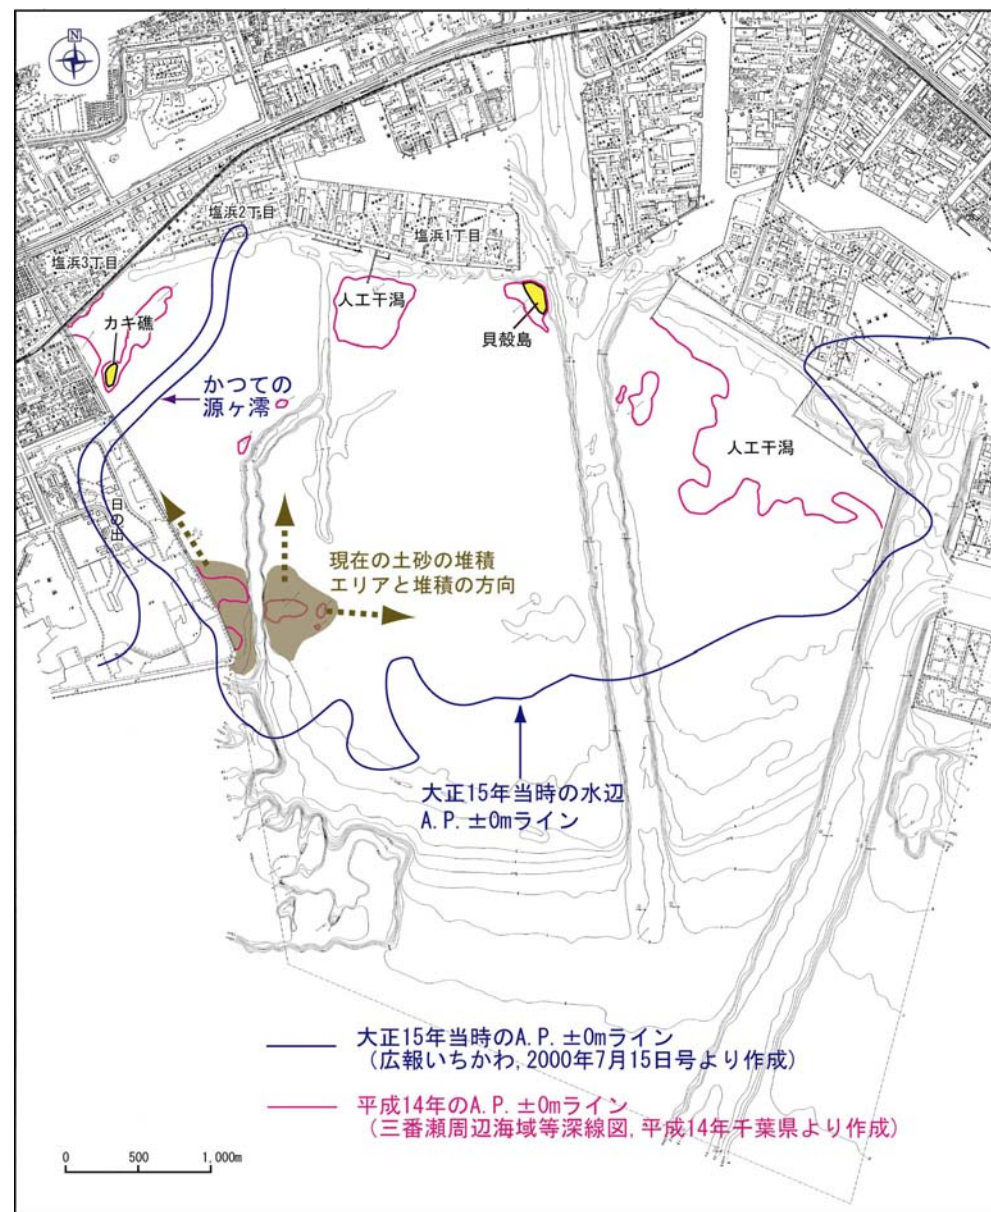 N
塩浜2丁目
塩浜1丁目
塩浜3丁目
人工干潟
カキ礁
貝殻島
かつての
源ヶ澪
人工干潟
日の出
現在の土砂の堆積
エリアと堆積の方向
大正15年当時の水辺
A.P.±0mライン
大正15年当時のA.P.±0mライン
（広報いちかわ,2000年7月15日号より作成）
平成14年のA.P.±0mライン
（三番瀬周辺海域等深線図,平成14年千葉県より作成）
0 500 1,000m